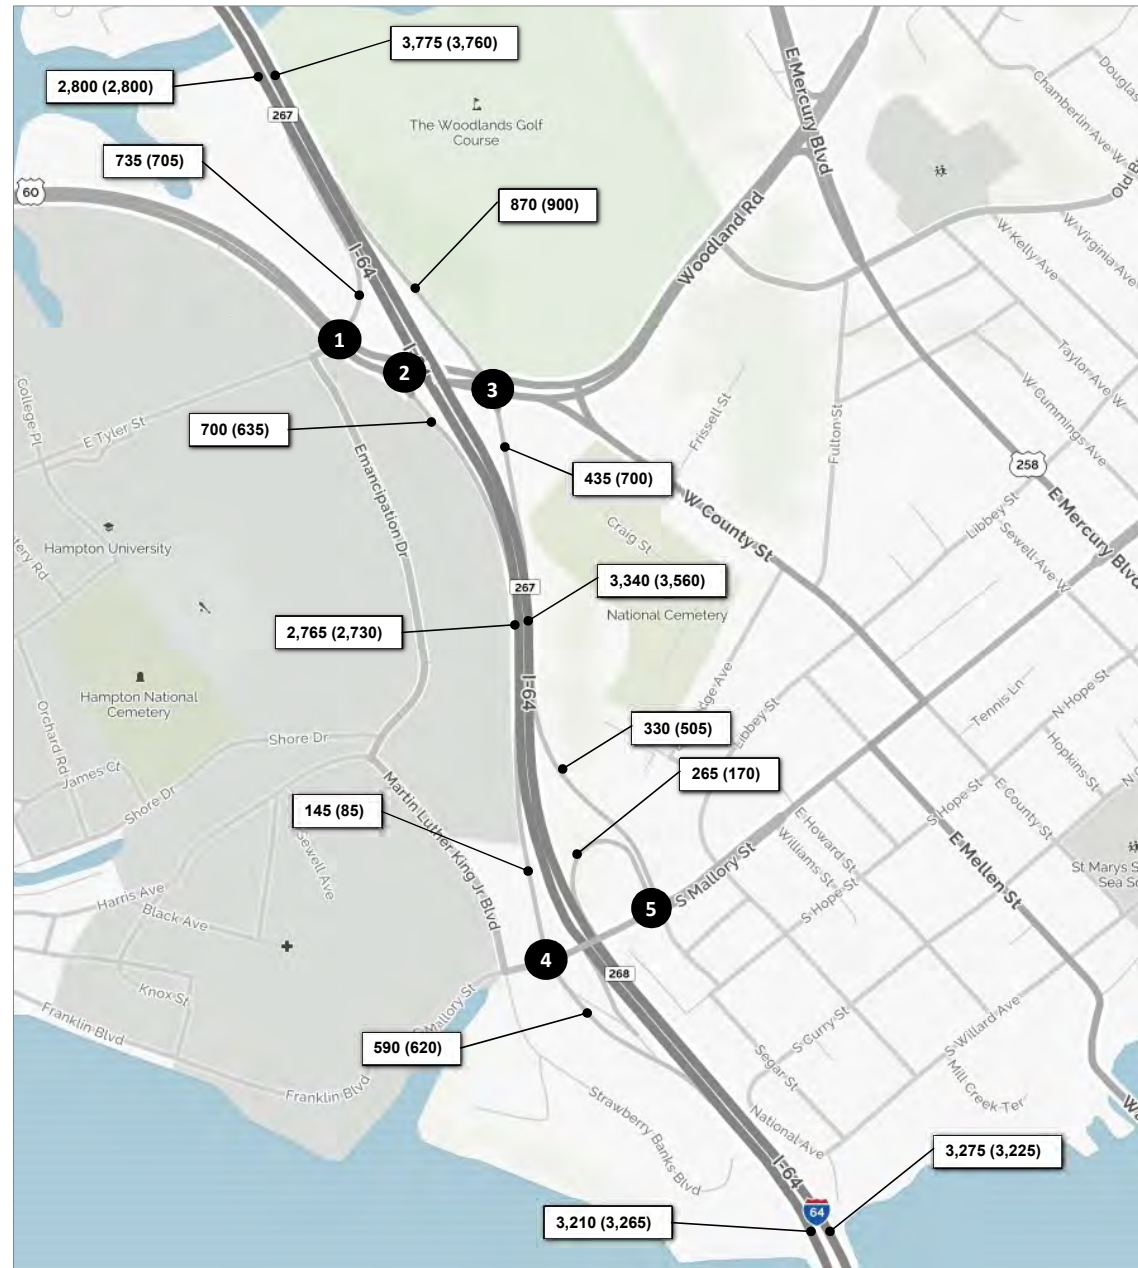 3,775 (3,760)
2,800 (2,800)
267
The Woodlands Golf
Course
E Mercury Blvd
Chamberlin Ave W
735 (705)
60
870 (900)
I-64
Woodland Rd
W Kelly Ave
W Virginia Ave
1
2
3
College Pl
E Tyler St
700 (635)
Emancipation Dr
435 (700)
Frissell St
Fulton St
Taylor Ave W
W Cummings Ave
258
E Mercury Blvd
Libbey St
Sewell Ave W
W County St
Craig St
Hampton University
267
3,340 (3,560)
National Cemetery
2,765 (2,730)
Hampton National
Cemetery
I-64
Orchard Rd
James Ct
Shore Dr
Shore Dr
330 (505)
265 (170)
Libbey St
Tennis Ln
N Hope St
Hopkins St
145 (85)
Martin Luther King Jr Blvd
Sewell Ave
Harris Ave
Black Ave
5
S Mallory St
E Howard St
Williams St
S Hope St
S Hope St
E County St
E Mellen St
St Marys S
Sea Sc
4
268
Knox St
Franklin Blvd
Mallory St
Franklin Blvd
590 (620)
S Curry St
Segar St
S Willard Ave
S Mill Creek Ter
National Ave
Strawberry Banks Blvd
I-64
64
3,275 (3,225)
3,210 (3,265)